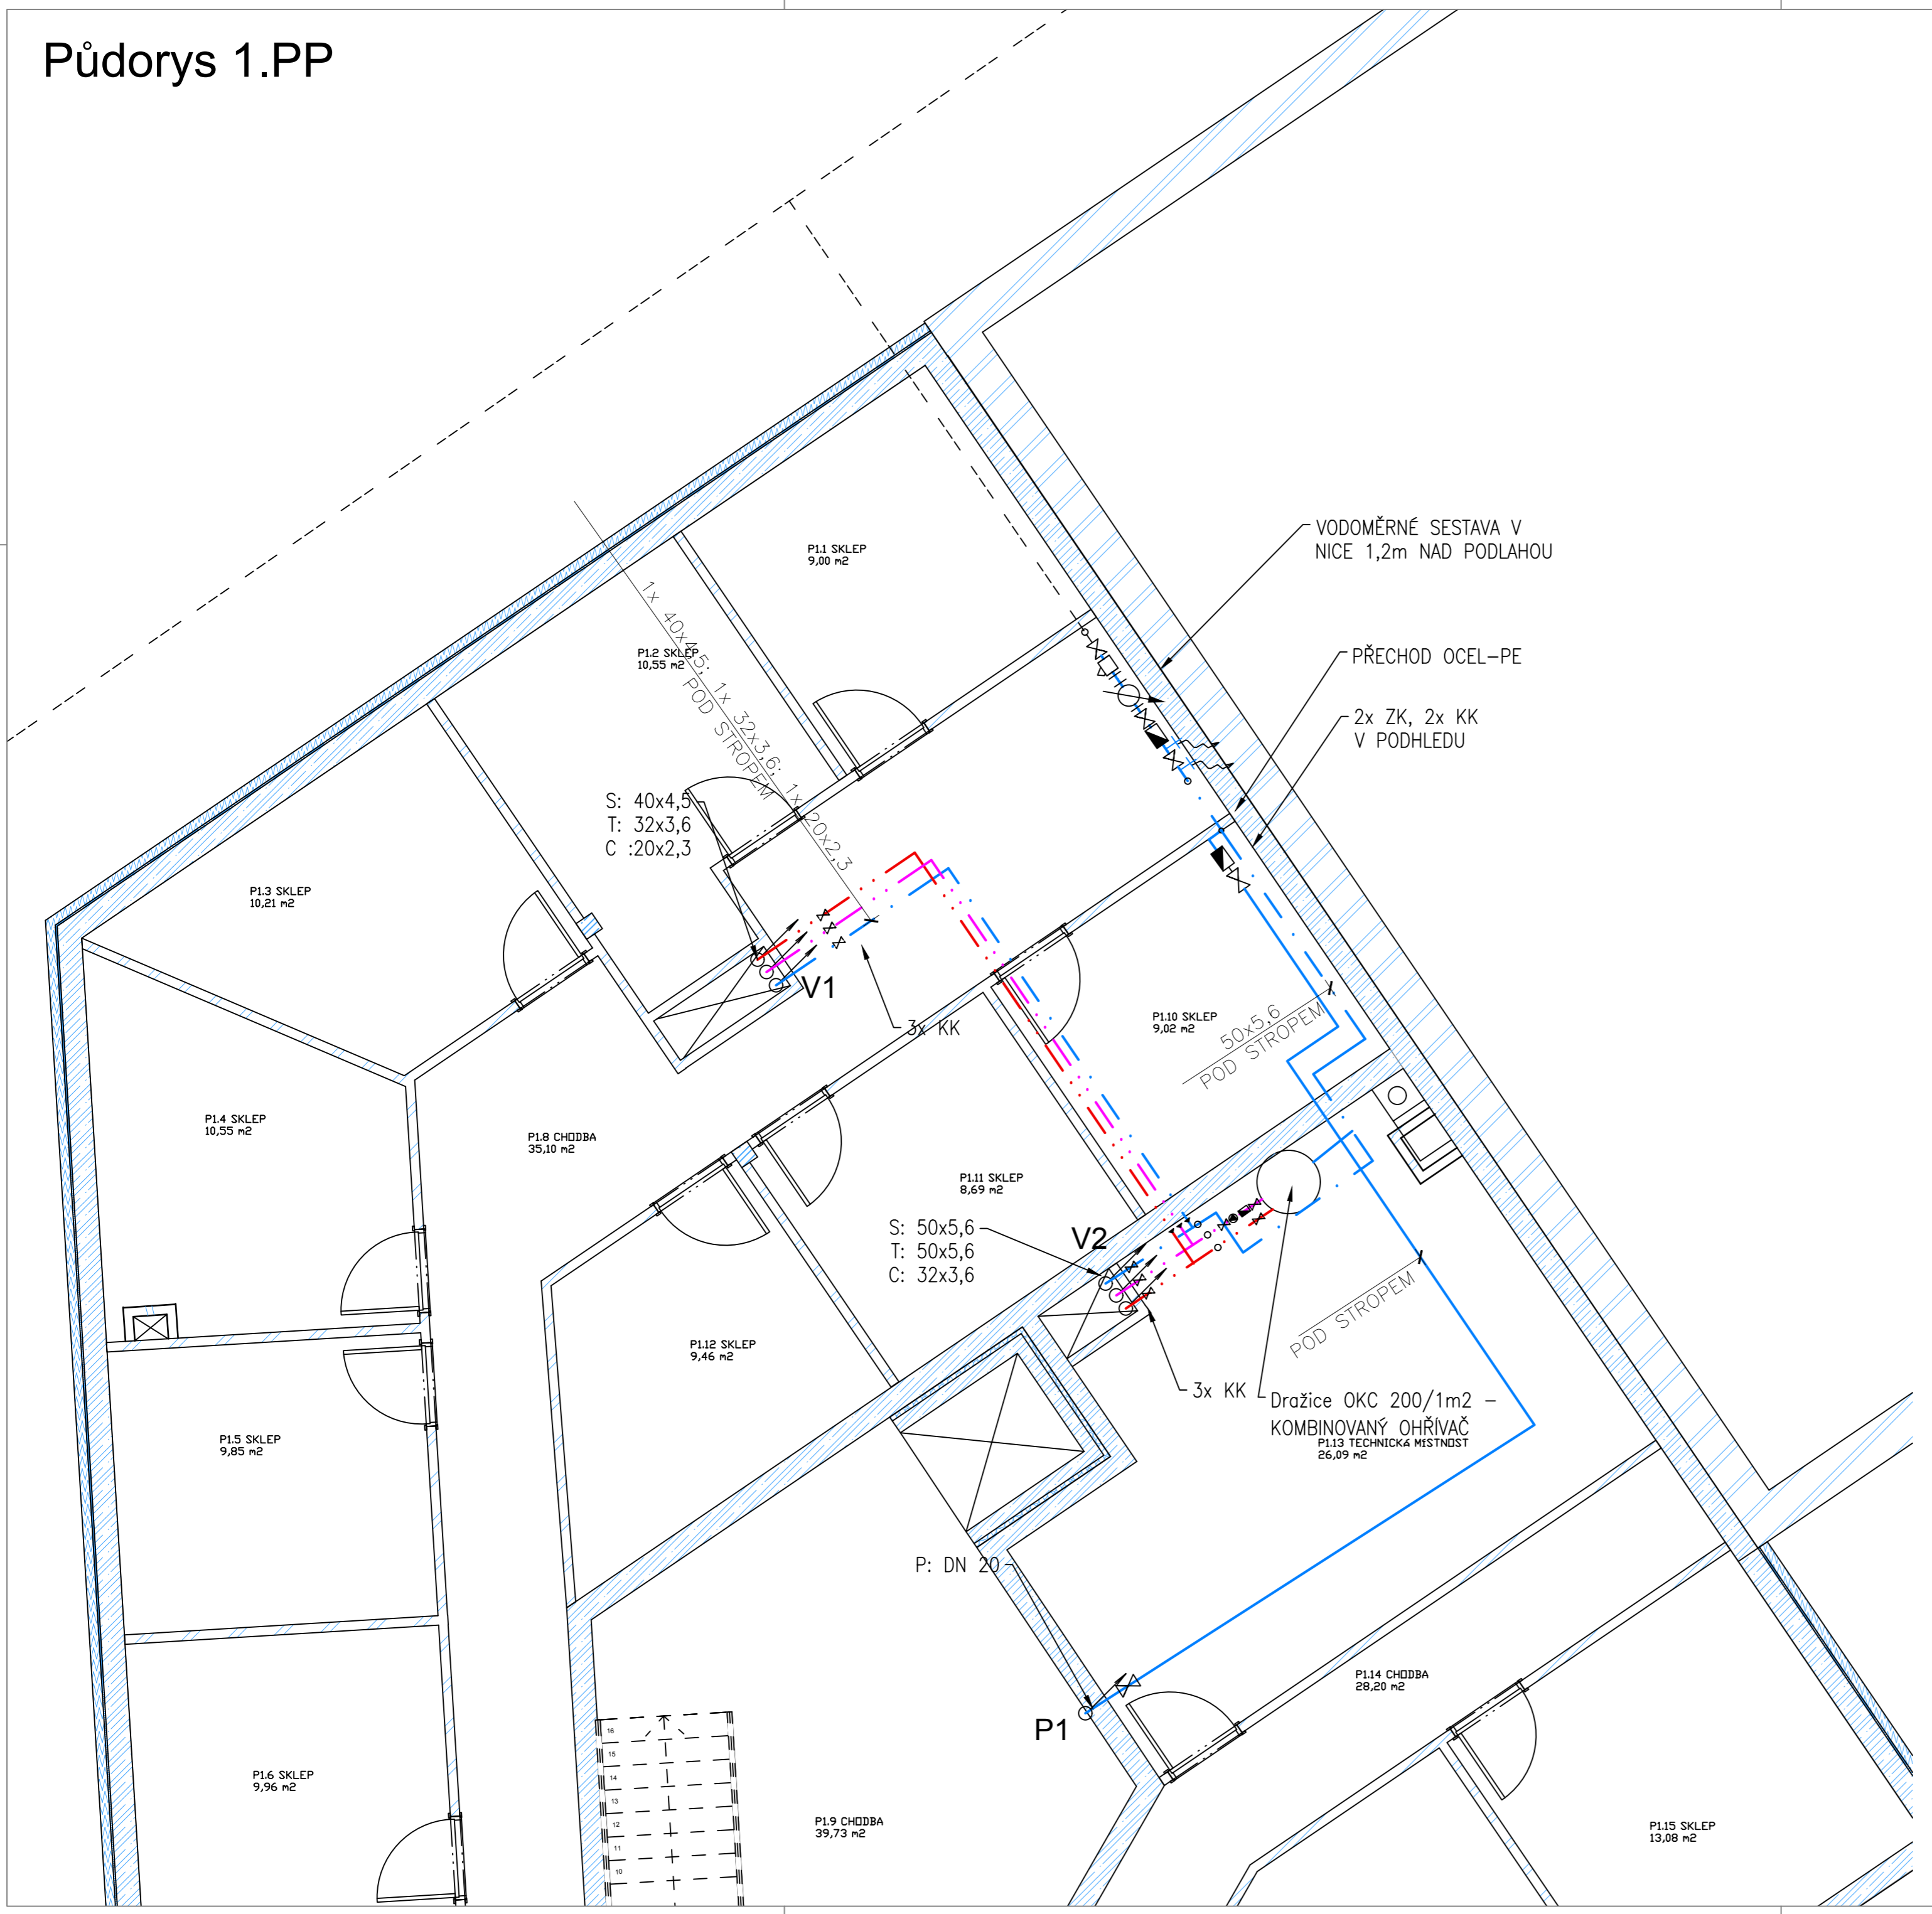 Půdorys 1.PP
VODOMĚRNÉ SESTAVA V
NICE 1,2m NAD PODLAHOU
P1.1 SKLEP
9,00 m2
PŘECHOD OCEL-PE
P1.2 SKLEP
10,55 m2
1x 40x4,5; 1x 32x3,6; 1x 20x2,3
POD STROPEM
2x ZK, 2x KK
V PODHLEDU
S: 40x4,5
T: 32x3,6
C :20x2,3
P1.3 SKLEP
10,21 m2
V1
3x KK
P1.10 SKLEP
9,02 m2
50x5,6
POD STROPEM
P1.4 SKLEP
10,55 m2
P1.8 CHODBA
35,10 m2
P1.11 SKLEP
8,69 m2
S: 50x5,6
T: 50x5,6
C: 32x3,6
V2
POD STROPEM
P1.12 SKLEP
9,46 m2
3x KK
Dražice OKC 200/1m2 –
KOMBINOVANÝ OHŘÍVAČ
P1.13 TECHNICKÁ MÍSTNOST
26,09 m2
P1.5 SKLEP
9,85 m2
P: DN 20
P1.14 CHODBA
28,20 m2
P1
P1.6 SKLEP
9,96 m2
16
15
14
13
12
11
10
P1.9 CHODBA
39,73 m2
P1.15 SKLEP
13,08 m2